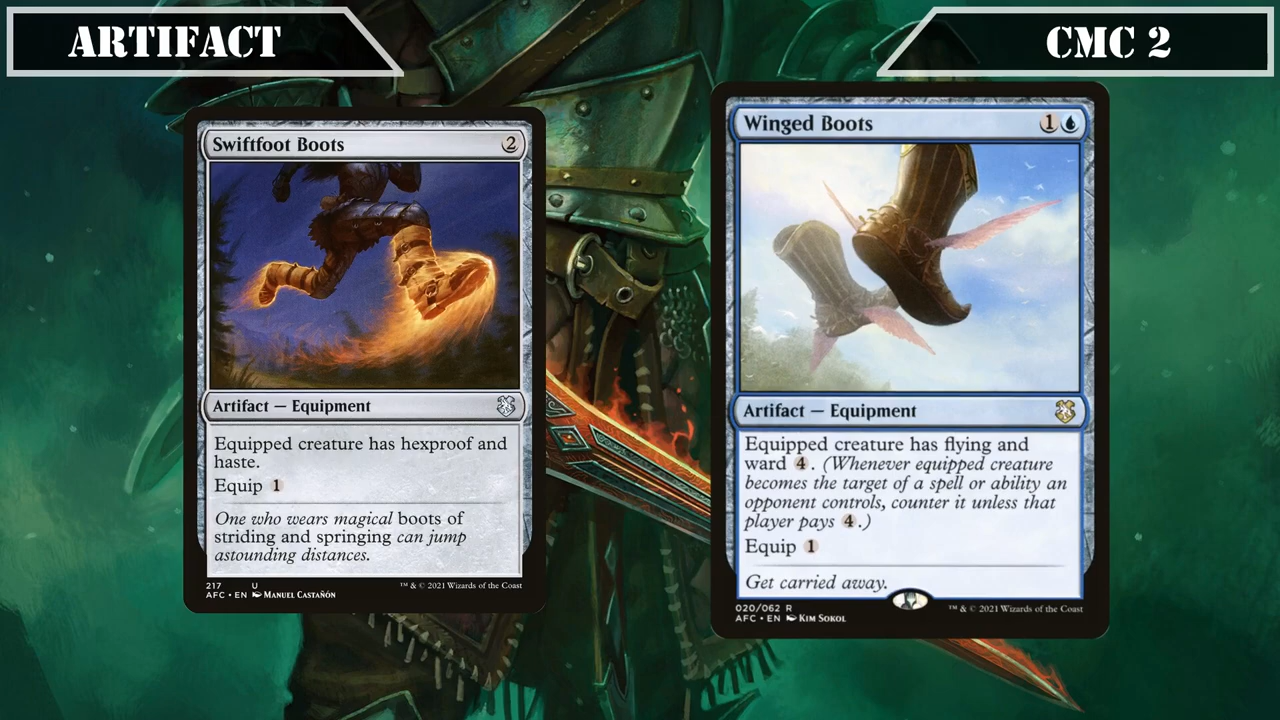 ARTIFACT
CMC 2
Swiftfoot Boots 2
Artifact — Equipment
Equipped creature has hexproof and
haste.
Equip 1
One who wears magical boots of
striding and springing can jump
astounding distances.
217 U
AFC • EN MANUEL CASTAÑÓN
™ & © 2021 Wizards of the Coast
Winged Boots 1
Artifact — Equipment
Equipped creature has flying and
ward 4. (Whenever equipped creature
becomes the target of a spell or ability an
opponent controls, counter it unless that
player pays 4.)
Equip 1
Get carried away.
020/062 R
AFC • EN KIM SOKOL
™ & © 2021 Wizards of the Coast